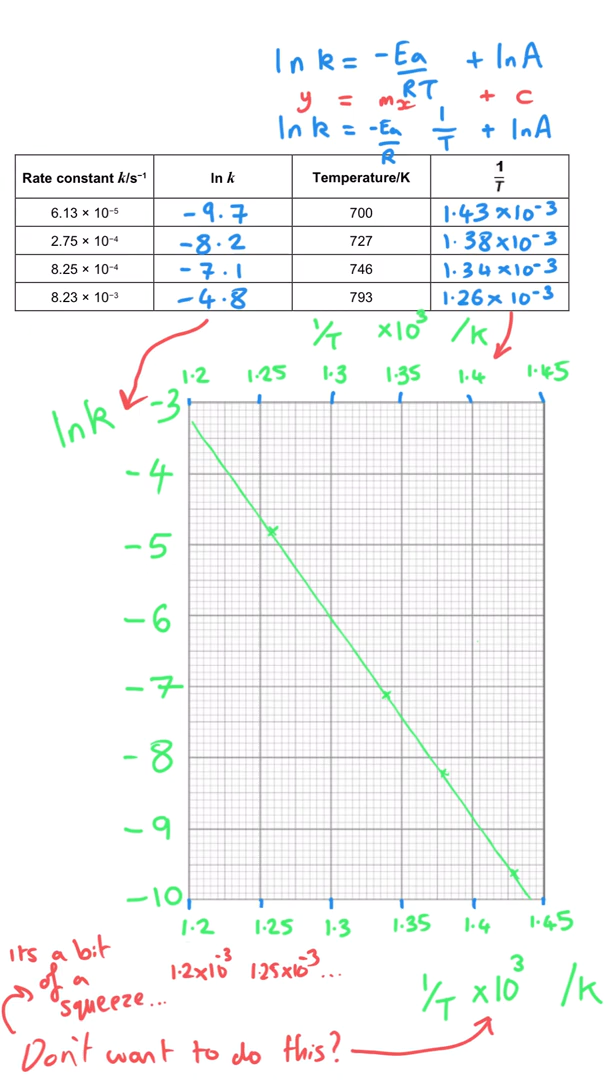 ln k = -Ea/RT + lnA
y = mx + c
ln k = -Ea/R 1/T + lnA
Rate constant k/s⁻¹ ln k Temperature/K 1/T
6.13 × 10⁻⁵ -9.7 700 1.43 ×10⁻³
2.75 × 10⁻⁴ -8.2 727 1.38 ×10⁻³
8.25 × 10⁻⁴ -7.1 746 1.34 ×10⁻³
8.23 × 10⁻³ -4.8 793 1.26 × 10⁻³
1/T ×10³ /K
1.2 1.25 1.3 1.35 1.4 1.45
lnk
-3
-4
-5
-6
-7
-8
-9
-10
1.2 1.25 1.3 1.35 1.4 1.45
It's a bit
of a
squeeze...
1.2×10⁻³ 1.25×10⁻³...
1/T ×10³ /K
Don't want to do this?